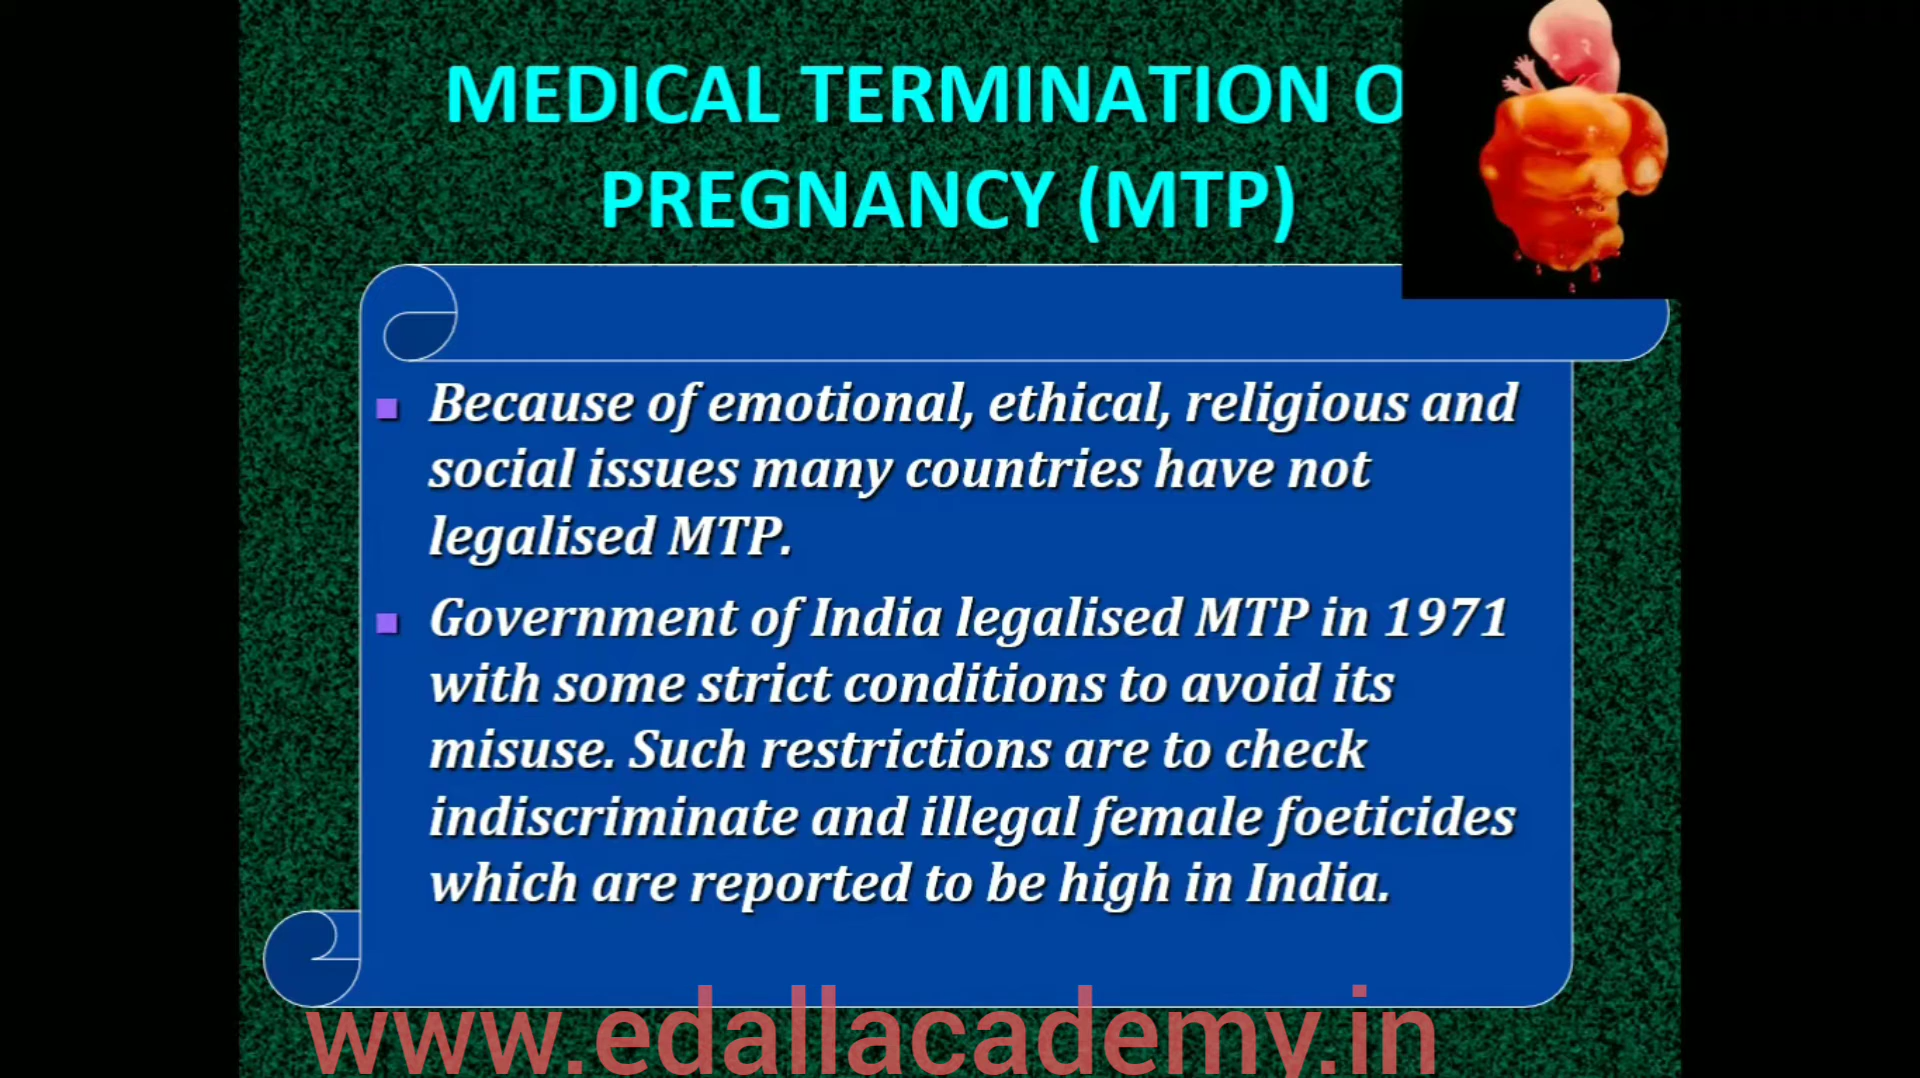 MEDICAL TERMINATION O
PREGNANCY (MTP)
Because of emotional, ethical, religious and
social issues many countries have not
legalised MTP.
Government of India legalised MTP in 1971
with some strict conditions to avoid its
misuse. Such restrictions are to check
indiscriminate and illegal female foeticides
which are reported to be high in India.
www.edallacademy.in